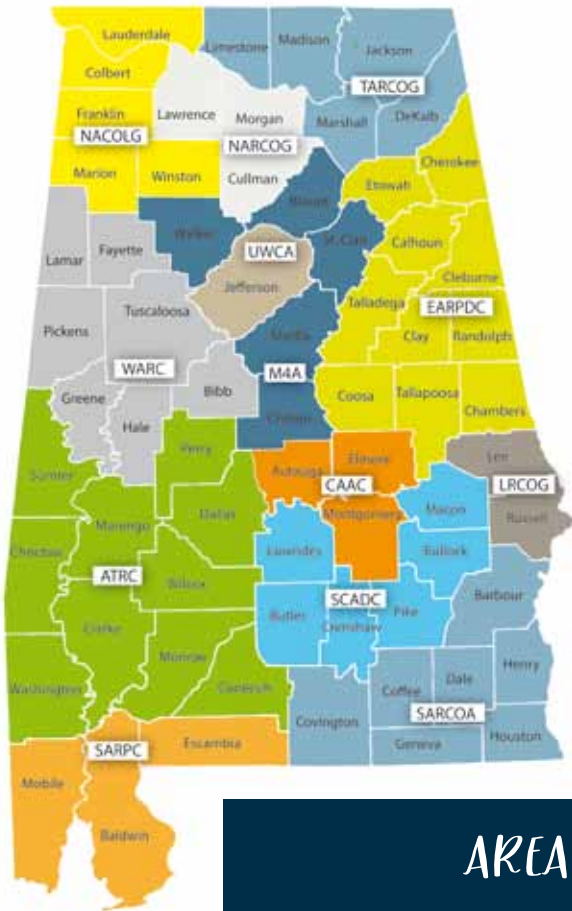 Lauderdale
Limestone
Madison
Jackson
Colbert
TARCOG
Franklin
Lawrence
Morgan
Marshall
DeKalb
NACOLG
NARCOG
Cherokee
Marion
Winston
Cullman
Etowah
Blount
Walker
St. Clair
Calhoun
Lamar
Fayette
UWCA
Jefferson
Cleburne
Talladega
EARPDC
Tuscaloosa
Pickens
Shelby
Clay
Randolph
WARC
M4A
Greene
Bibb
Coosa
Tallapoosa
Chambers
Hale
Chilton
Perry
Sumter
Autauga
Elmore
Lee
CAAC
LRCOG
Dallas
Montgomery
Macon
Russell
Marengo
Choctaw
Lowndes
Bullock
ATRC
Wilcox
SCADC
Barbour
Butler
Crenshaw
Pike
Clarke
Monroe
Henry
Washington
Conecuh
Coffee
Dale
Covington
SARCOA
Houston
Geneva
SARPC
Escambia
Mobile
Baldwin
AREA